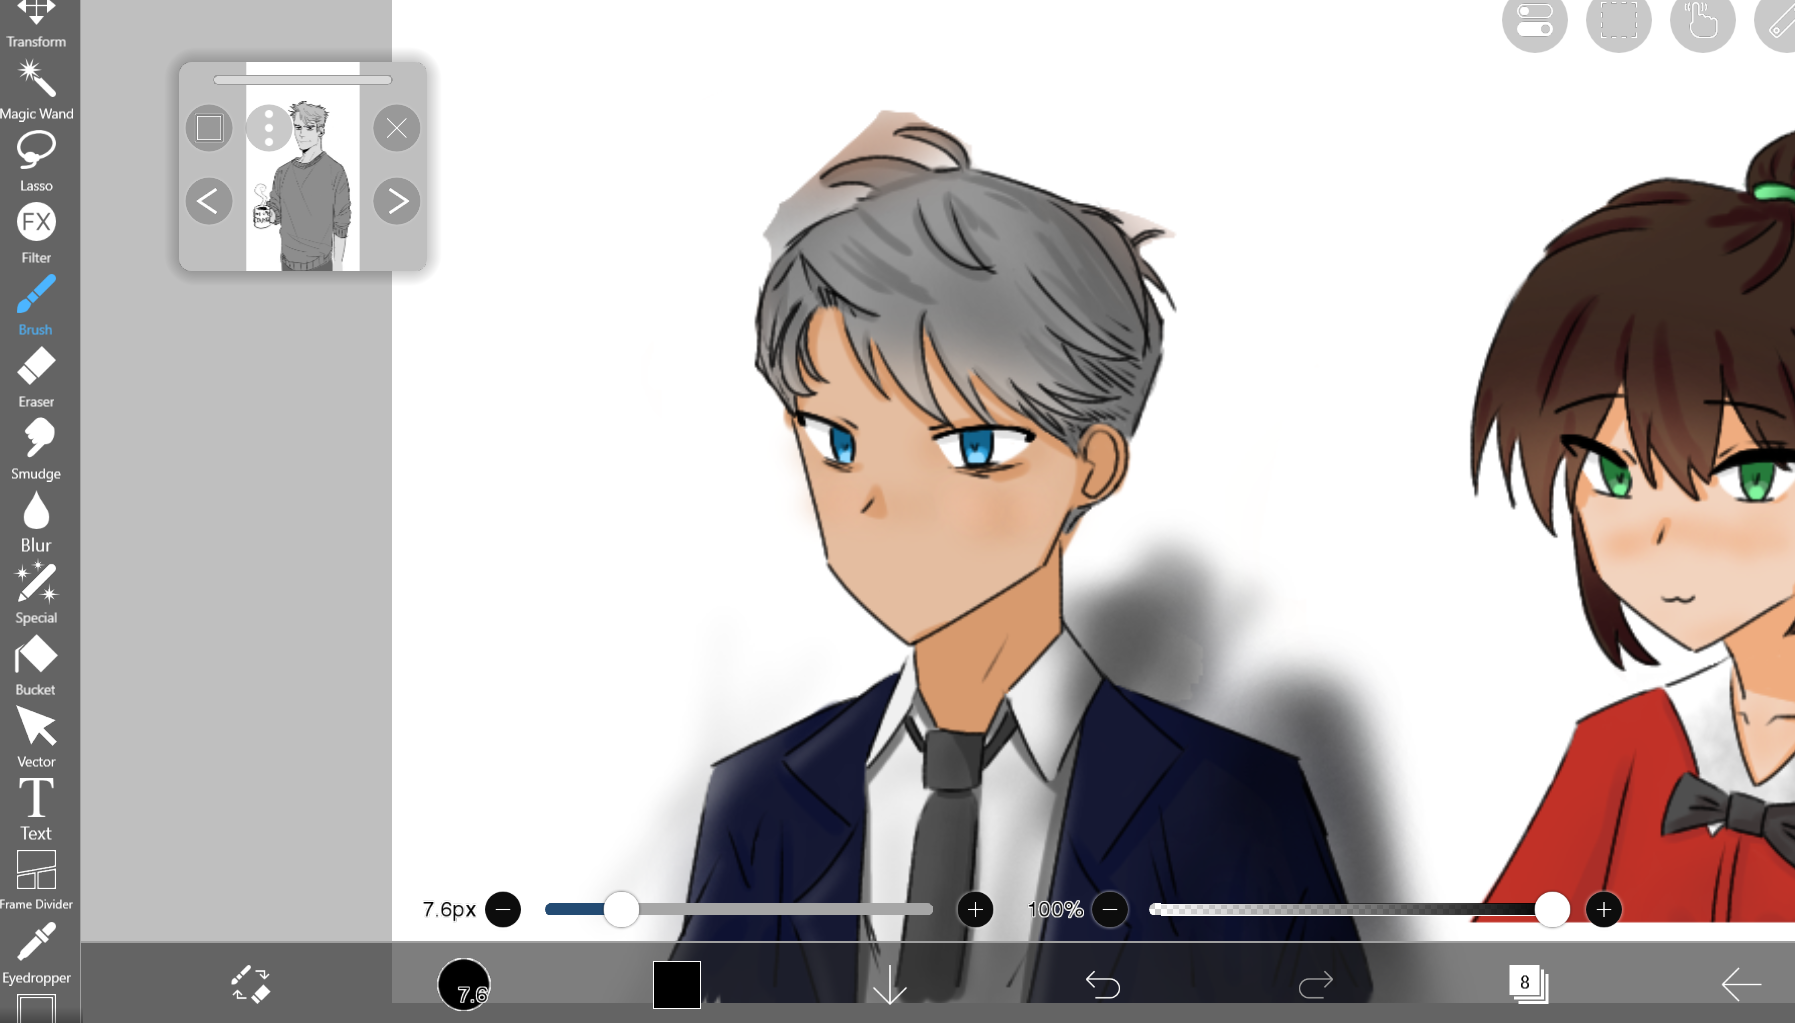 Transform
Magic Wand
Lasso
FX
Filter
Brush
Eraser
Smudge
Blur
Special
Bucket
Vector
T
Text
Frame Divider
Eyedropper
7.6px
100%
7.6
8